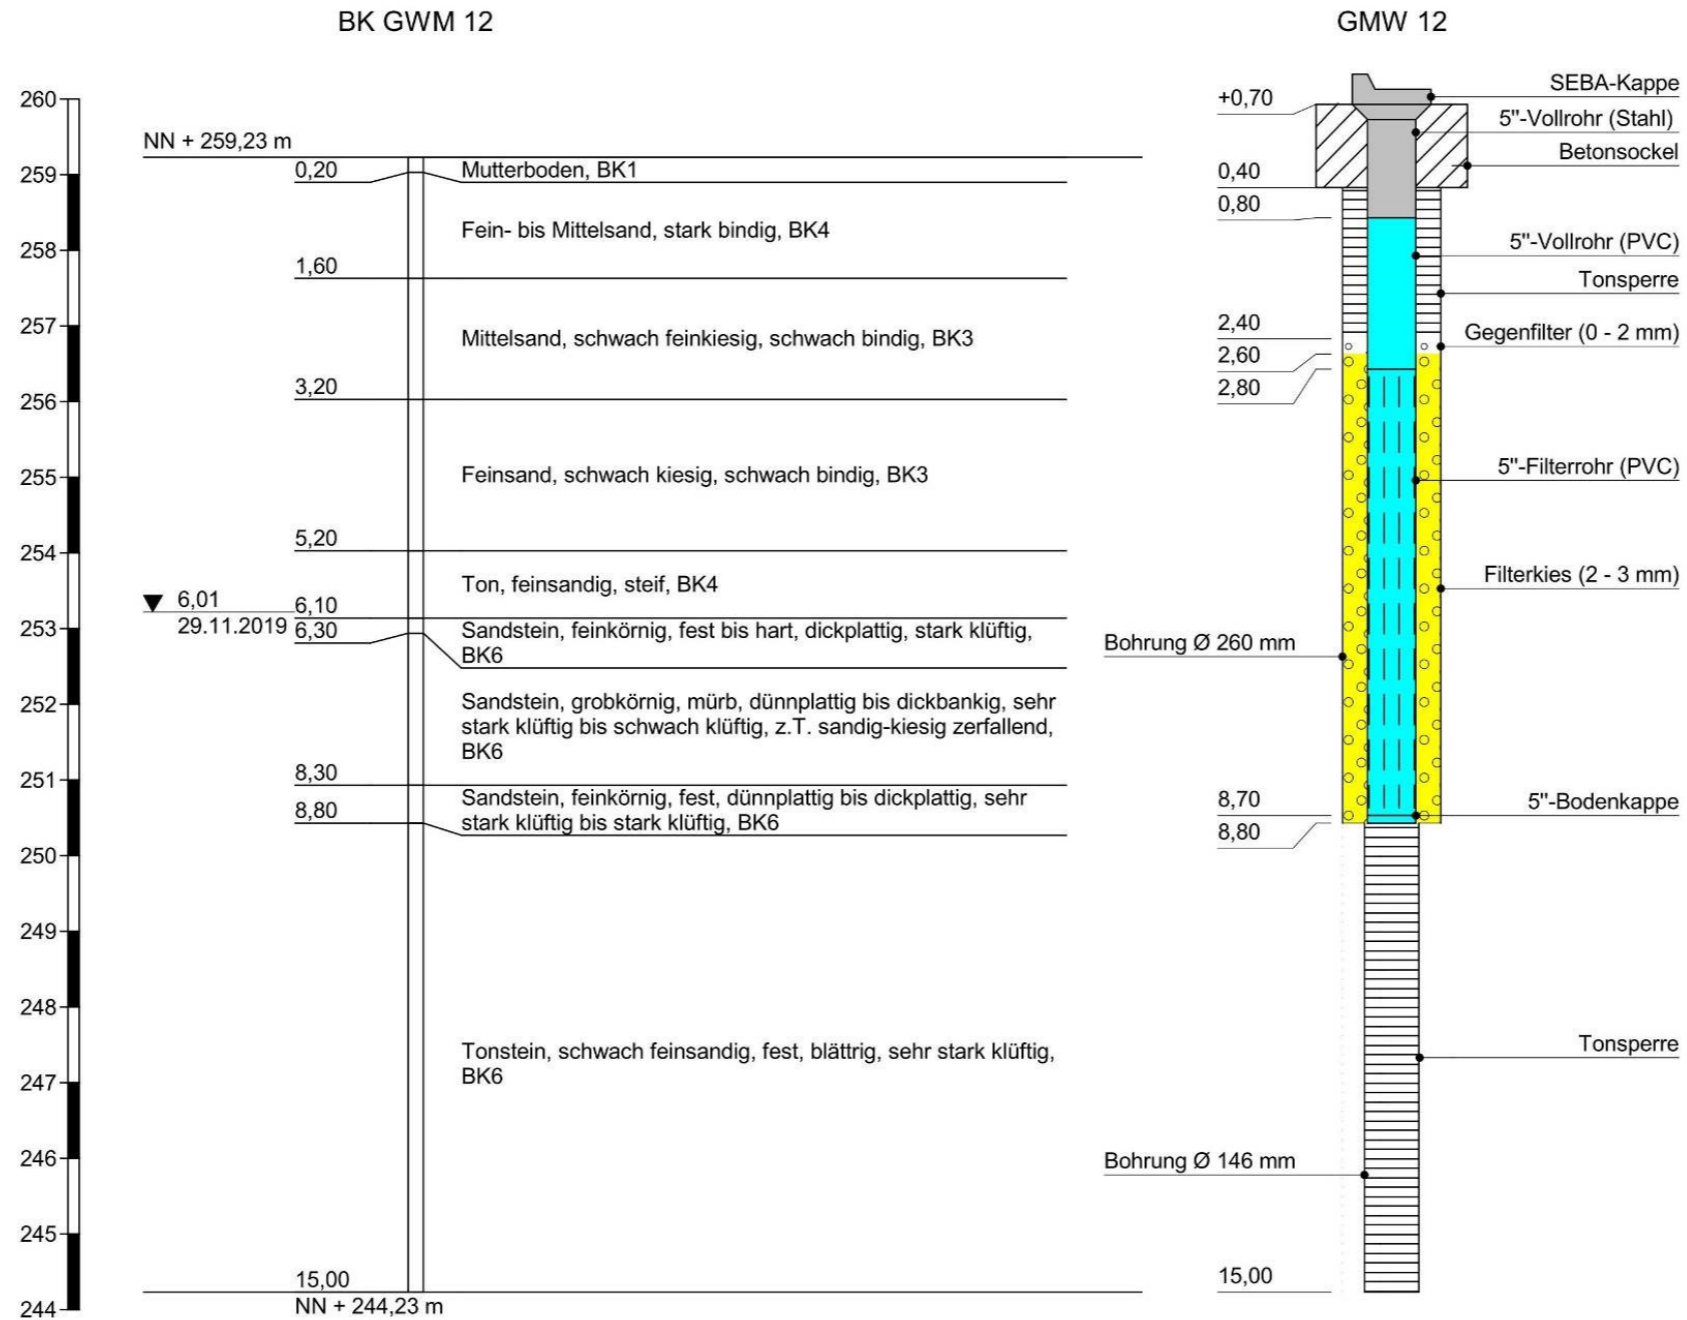 BK GWM 12
GMW 12
260
259
258
257
256
255
254
253
252
251
250
249
248
247
246
245
244
NN + 259,23 m
0,20
Mutterboden, BK1
Fein- bis Mittelsand, stark bindig, BK4
1,60
Mittelsand, schwach feinkiesig, schwach bindig, BK3
3,20
Feinsand, schwach kiesig, schwach bindig, BK3
5,20
Ton, feinsandig, steif, BK4
6,01
29.11.2019
6,10
6,30
Sandstein, feinkörnig, fest bis hart, dickplattig, stark klüftig,
BK6
Sandstein, grobkörnig, mürb, dünnplattig bis dickbankig, sehr
stark klüftig bis schwach klüftig, z.T. sandig-kiesig zerfallend,
BK6
8,30
Sandstein, feinkörnig, fest, dünnplattig bis dickplattig, sehr
stark klüftig bis stark klüftig, BK6
8,80
Tonstein, schwach feinsandig, fest, blättrig, sehr stark klüftig,
BK6
15,00
NN + 244,23 m
+0,70
0,40
0,80
2,40
2,60
2,80
Bohrung Ø 260 mm
8,70
8,80
Bohrung Ø 146 mm
15,00
SEBA-Kappe
5"-Vollrohr (Stahl)
Betonsockel
5"-Vollrohr (PVC)
Tonsperre
Gegenfilter (0 - 2 mm)
5"-Filterrohr (PVC)
Filterkies (2 - 3 mm)
5"-Bodenkappe
Tonsperre